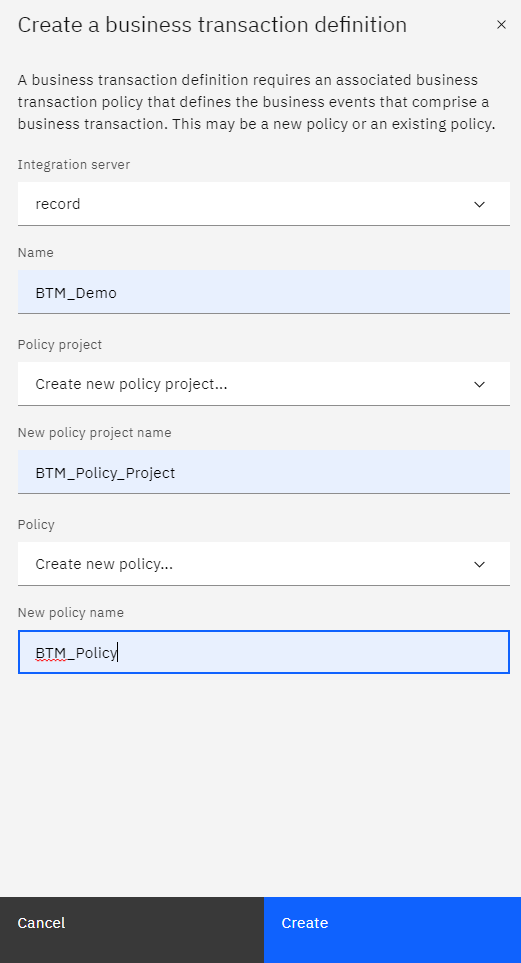 Create a business transaction definition
A business transaction definition requires an associated business
transaction policy that defines the business events that comprise a
business transaction. This may be a new policy or an existing policy.
Integration server
record
Name
BTM_Demo
Policy project
Create new policy project...
New policy project name
BTM_Policy_Project
Policy
Create new policy...
New policy name
BTM_Policy
Cancel
Create